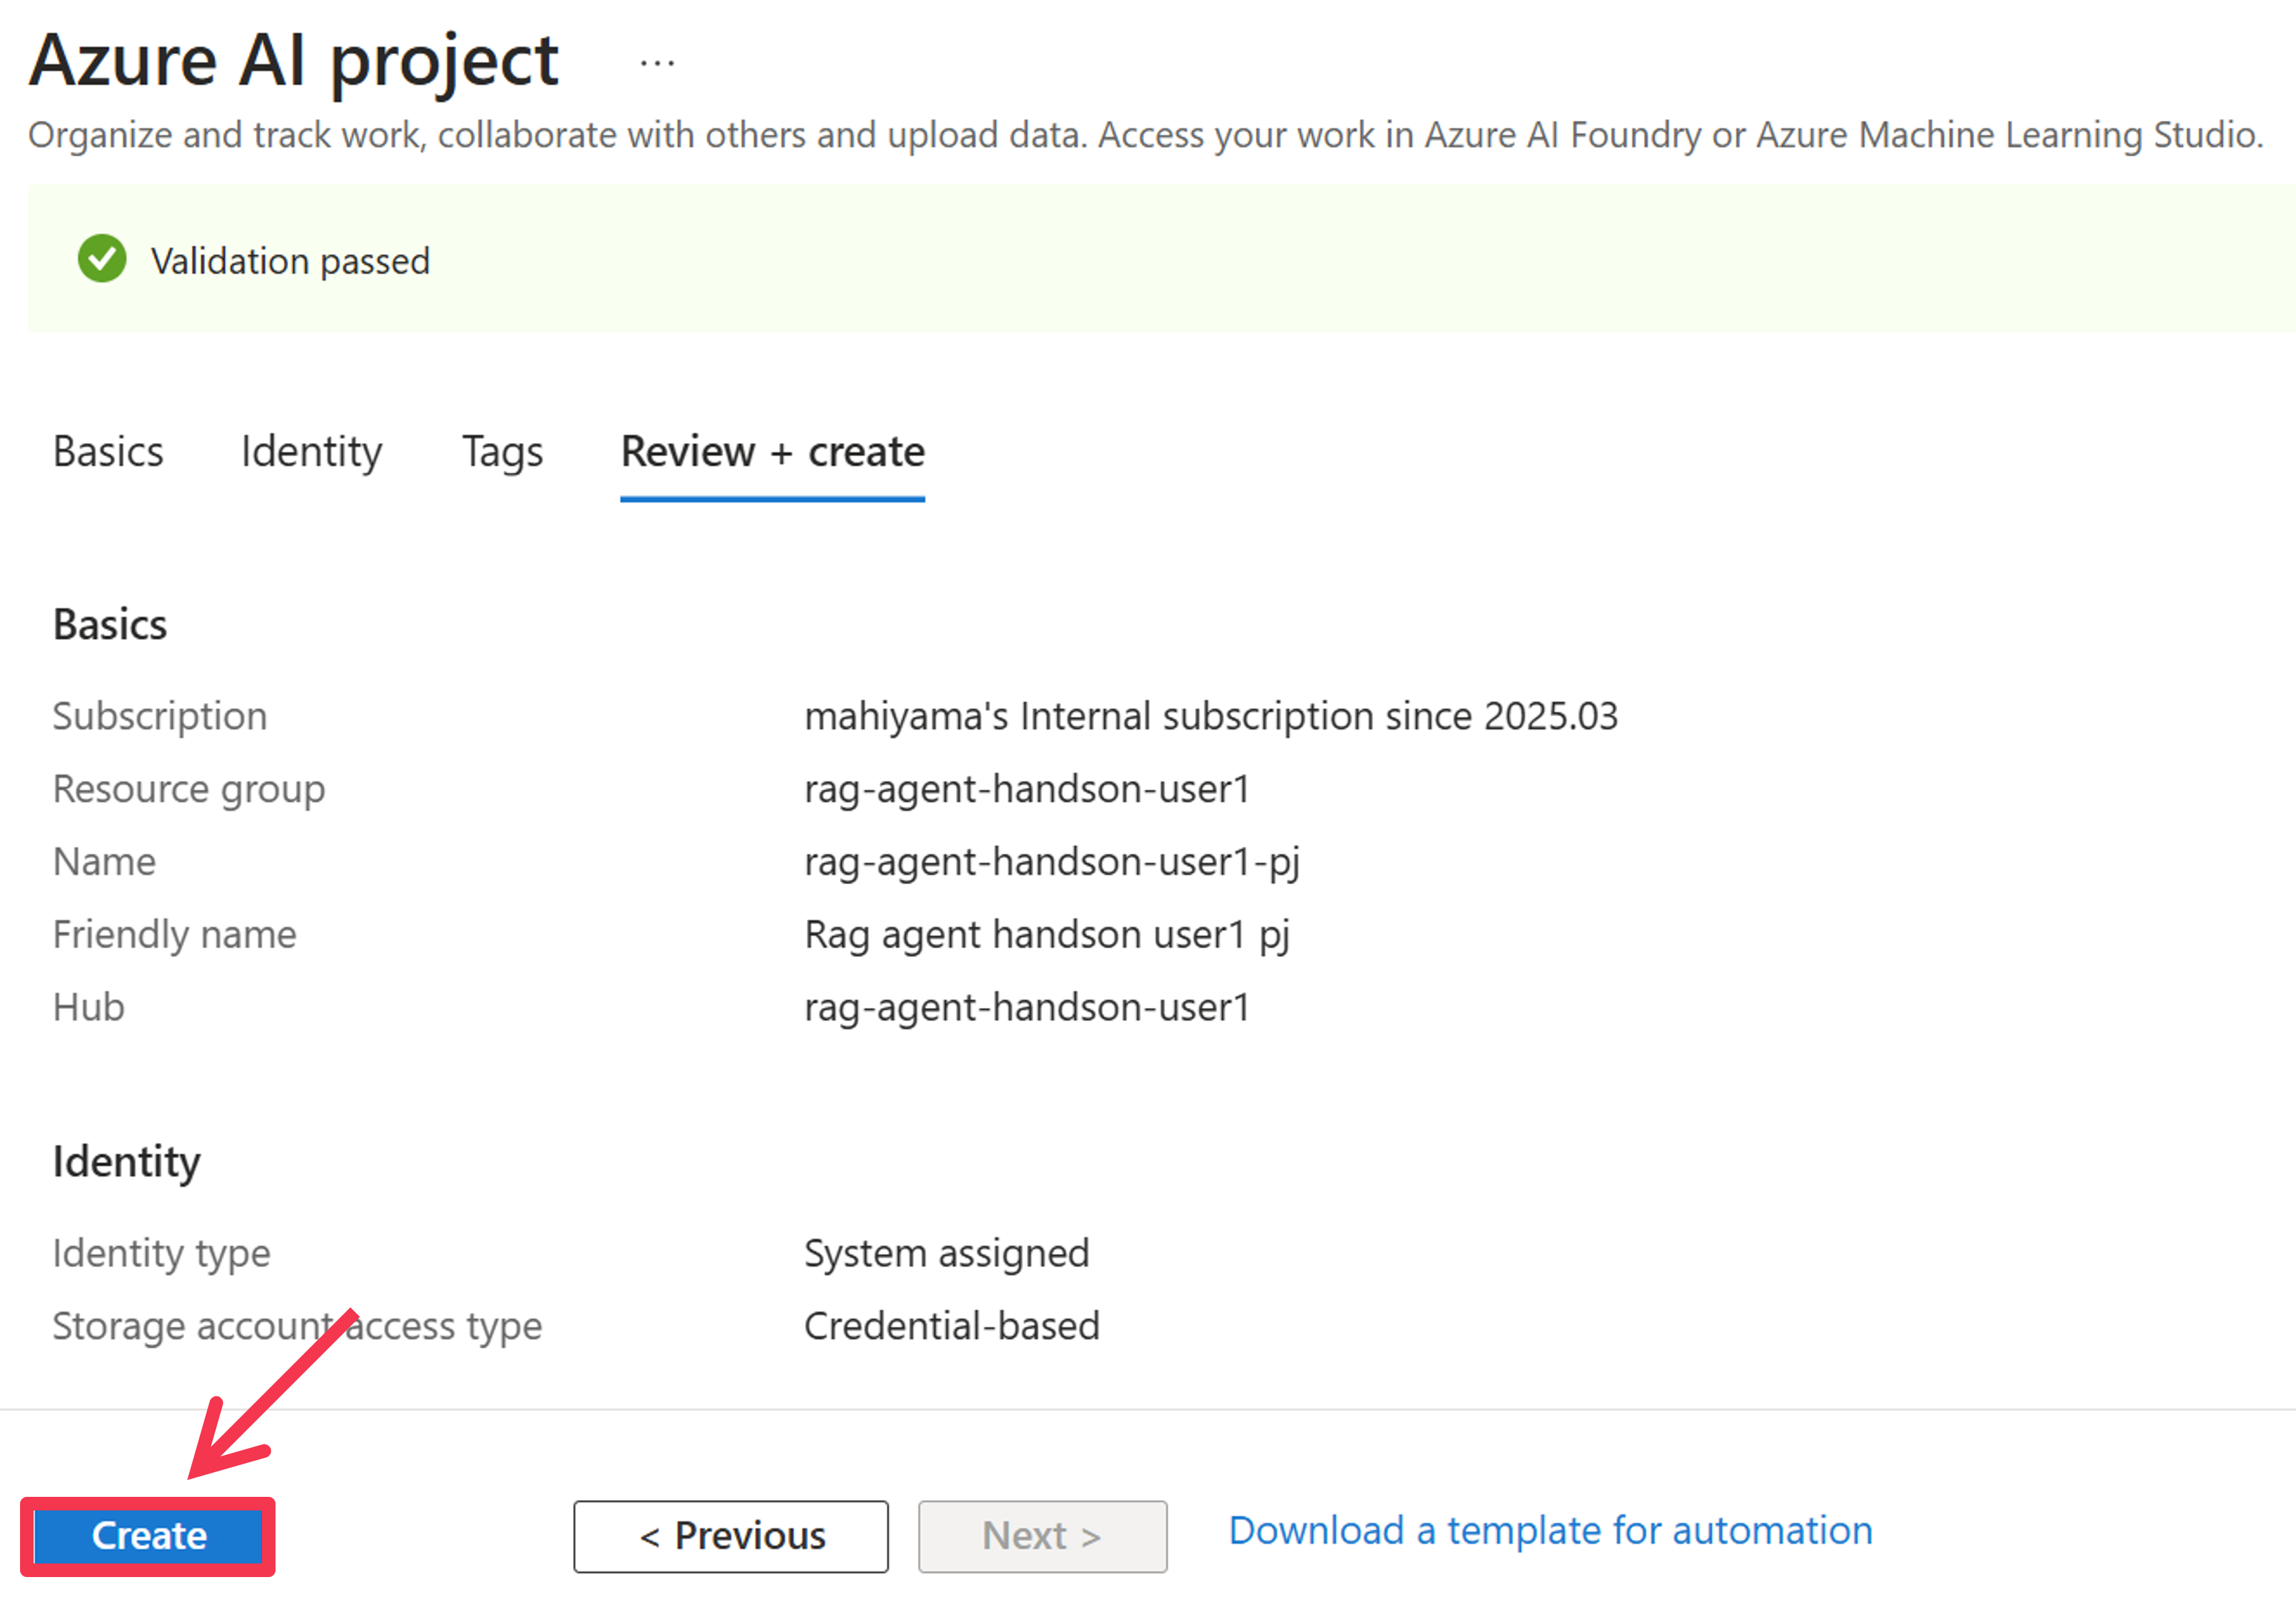 Azure AI project ...
Organize and track work, collaborate with others and upload data. Access your work in Azure AI Foundry or Azure Machine Learning Studio.
Validation passed
Basics Identity Tags Review + create
Basics
Subscription mahiyama's Internal subscription since 2025.03
Resource group rag-agent-handson-user1
Name rag-agent-handson-user1-pj
Friendly name Rag agent handson user1 pj
Hub rag-agent-handson-user1
Identity
Identity type System assigned
Storage account access type Credential-based
Create < Previous Next > Download a template for automation